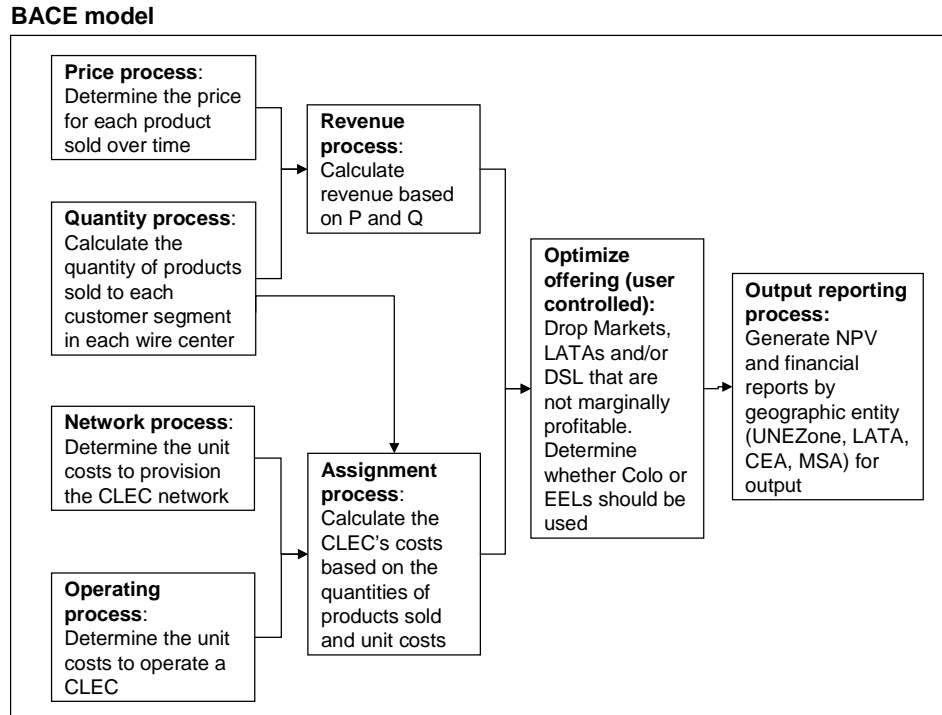 BACE model
Price process:
Determine the price
for each product
sold over time
Quantity process:
Calculate the
quantity of products
sold to each
customer segment
in each wire center
Network process:
Determine the unit
costs to provision
the CLEC network
Operating
process:
Determine the unit
costs to operate a
CLEC
Revenue
process:
Calculate
revenue based
on P and Q
Assignment
process:
Calculate the
CLEC’s costs
based on the
quantities of
products sold
and unit costs
Optimize
offering (user
controlled):
Drop Markets,
LATAs and/or
DSL that are
not marginally
profitable.
Determine
whether Colo or
EELs should be
used
Output reporting
process:
Generate NPV
and financial
reports by
geographic entity
(UNEZone, LATA,
CEA, MSA) for
output